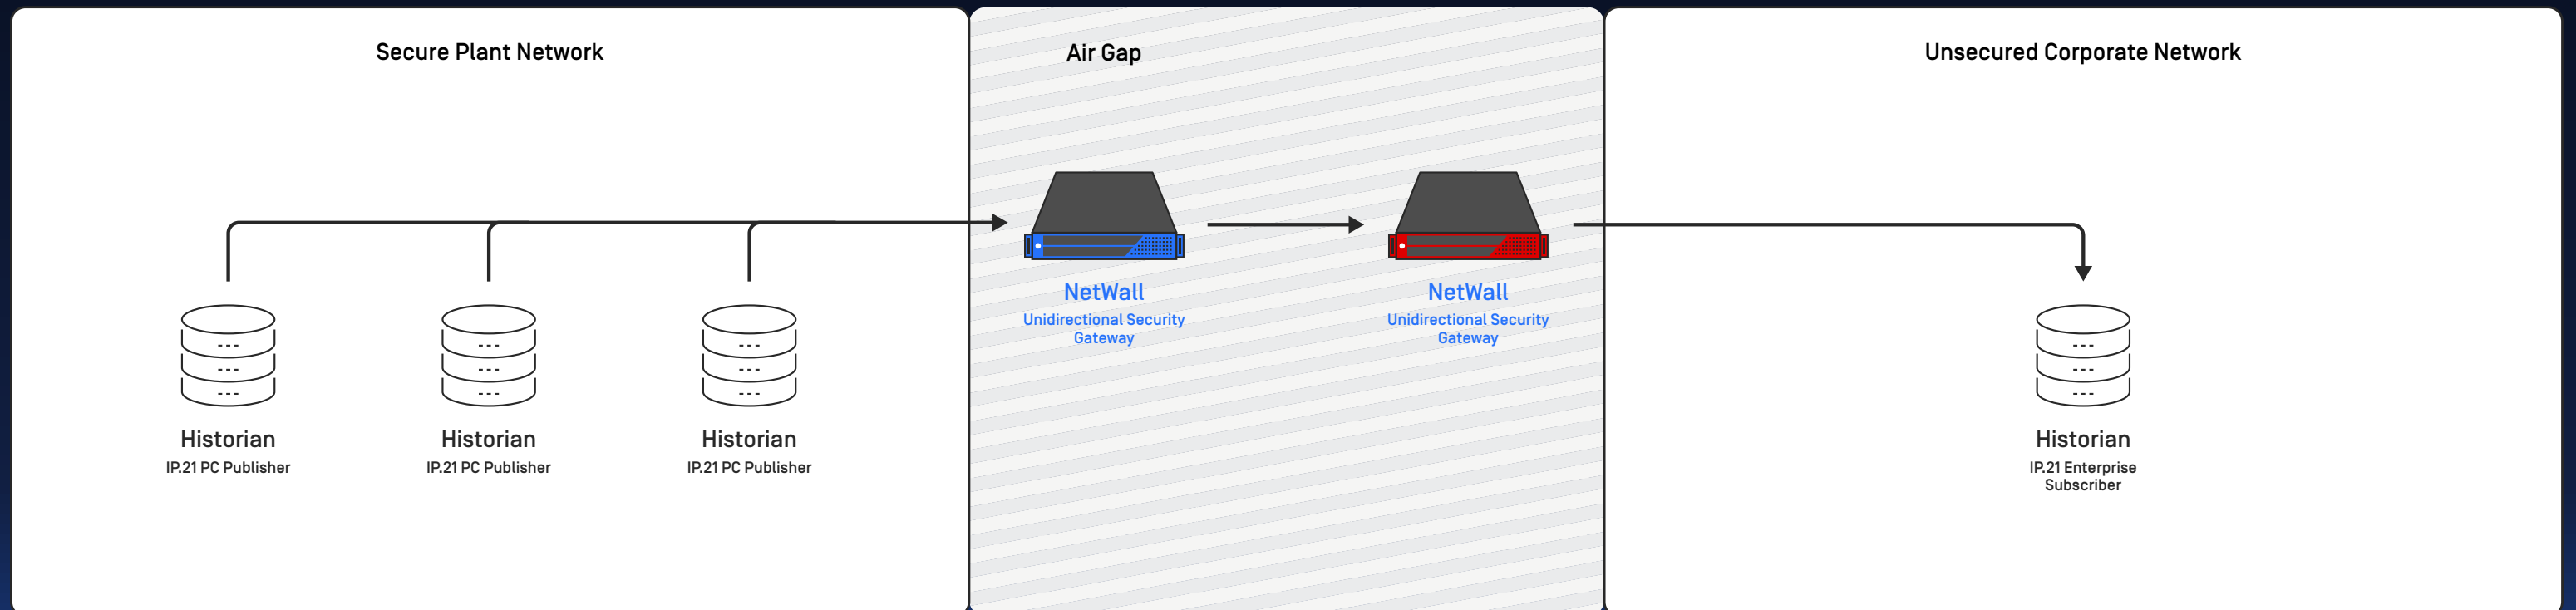 Secure Plant Network
Air Gap
Unsecured Corporate Network
NetWall
Unidirectional Security
Gateway
NetWall
Unidirectional Security
Gateway
Historian
IP.21 PC Publisher
Historian
IP.21 PC Publisher
Historian
IP.21 PC Publisher
Historian
IP.21 Enterprise
Subscriber